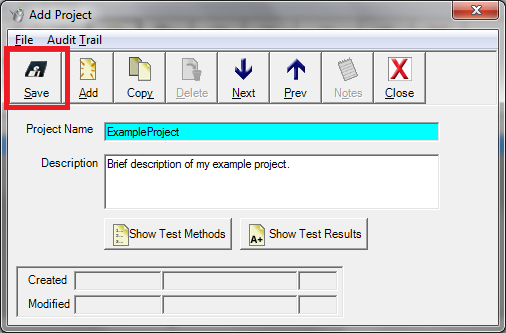 Add Project
File Audit Trail
Save Add Copy Delete Next Prev Notes Close
Project Name ExampleProject
Description Brief description of my example project.
Show Test Methods A+ Show Test Results
Created
Modified